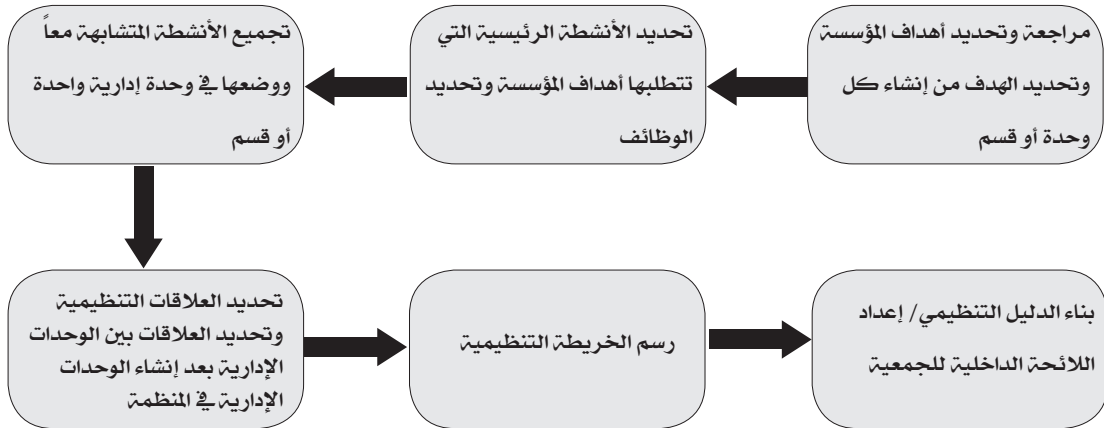 مراجعة وتحديد أهداف المؤسسة
وتحديد الهدف من إنشاء كل
وحدة أو قسم
تحديد الأنشطة الرئيسية التي
تتطلبها أهداف المؤسسة وتحديد
الوظائف
تجميع الأنشطة المتشابهة معاً
ووضعها في وحدة إدارية واحدة
أو قسم
تحديد العلاقات التنظيمية
وتحديد العلاقات بين الوحدات
الإدارية بعد إنشاء الوحدات
الإدارية في المنظمة
رسم الخريطة التنظيمية
بناء الدليل التنظيمي/ إعداد
اللائحة الداخلية للجمعية